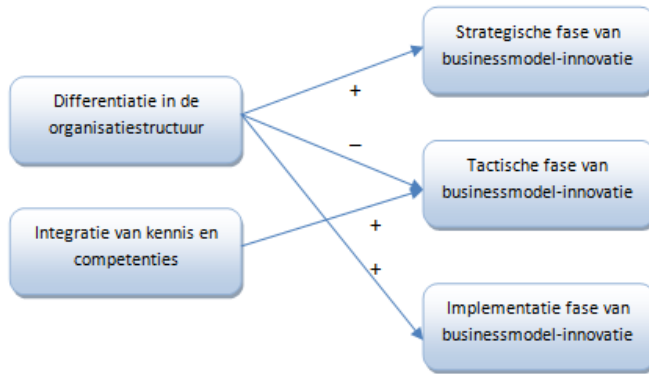 Strategische fase van
businessmodel-innovatie
Differentiatie in de
organisatiestructuur
+
–
Tactische fase van
businessmodel-innovatie
Integratie van kennis en
competenties
+
+
Implementatie fase van
businessmodel-innovatie